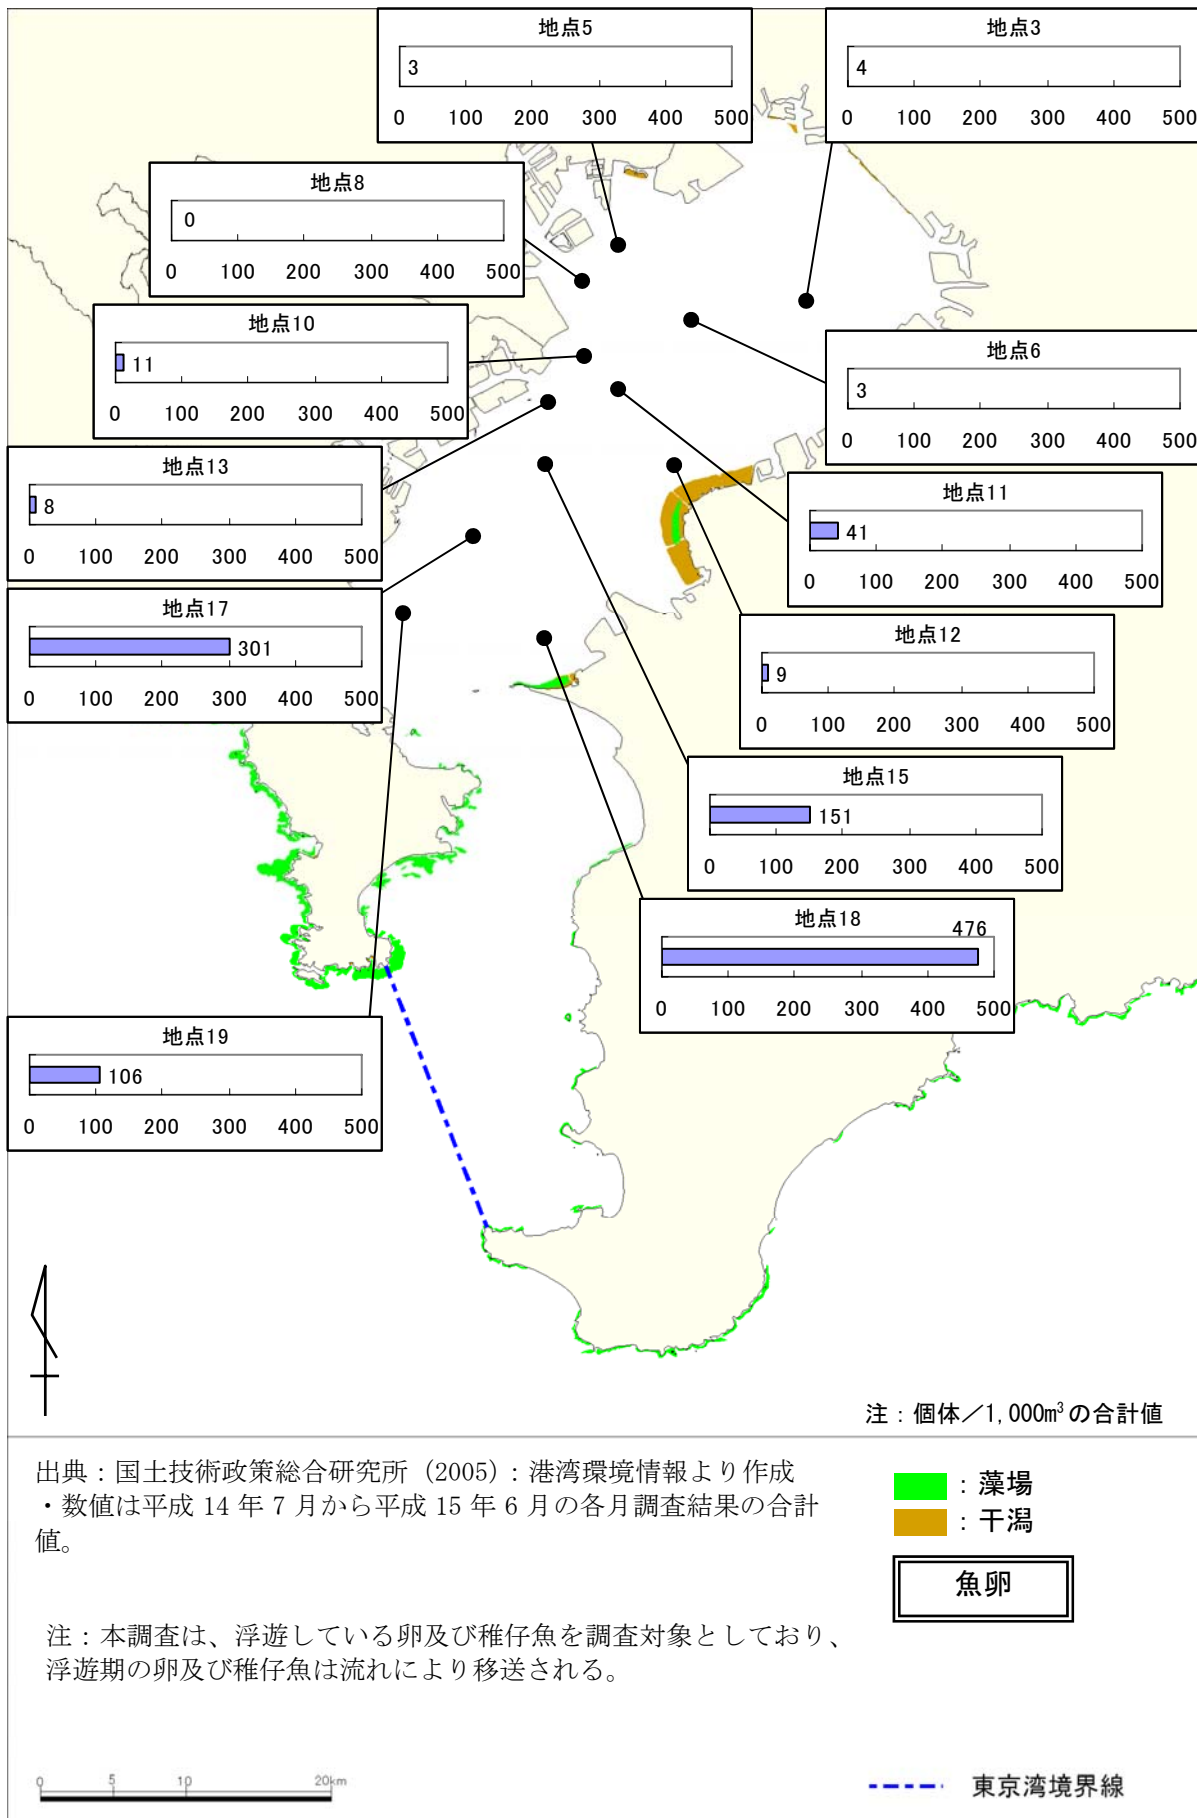 地点5
3
0 100 200 300 400 500
地点3
4
0 100 200 300 400 500
地点8
0
0 100 200 300 400 500
地点10
11
0 100 200 300 400 500
地点6
3
0 100 200 300 400 500
地点13
8
0 100 200 300 400 500
地点11
41
0 100 200 300 400 500
地点17
301
0 100 200 300 400 500
地点12
9
0 100 200 300 400 500
地点15
151
0 100 200 300 400 500
地点18
476
0 100 200 300 400 500
地点19
106
0 100 200 300 400 500
注：個体／1,000m³の合計値
出典：国土技術政策総合研究所（2005）：港湾環境情報より作成
・数値は平成 14 年 7 月から平成 15 年 6 月の各月調査結果の合計
値。
：藻場
：干潟
魚卵
注：本調査は、浮遊している卵及び稚仔魚を調査対象としており、
浮遊期の卵及び稚仔魚は流れにより移送される。
0 5 10 20km
東京湾境界線